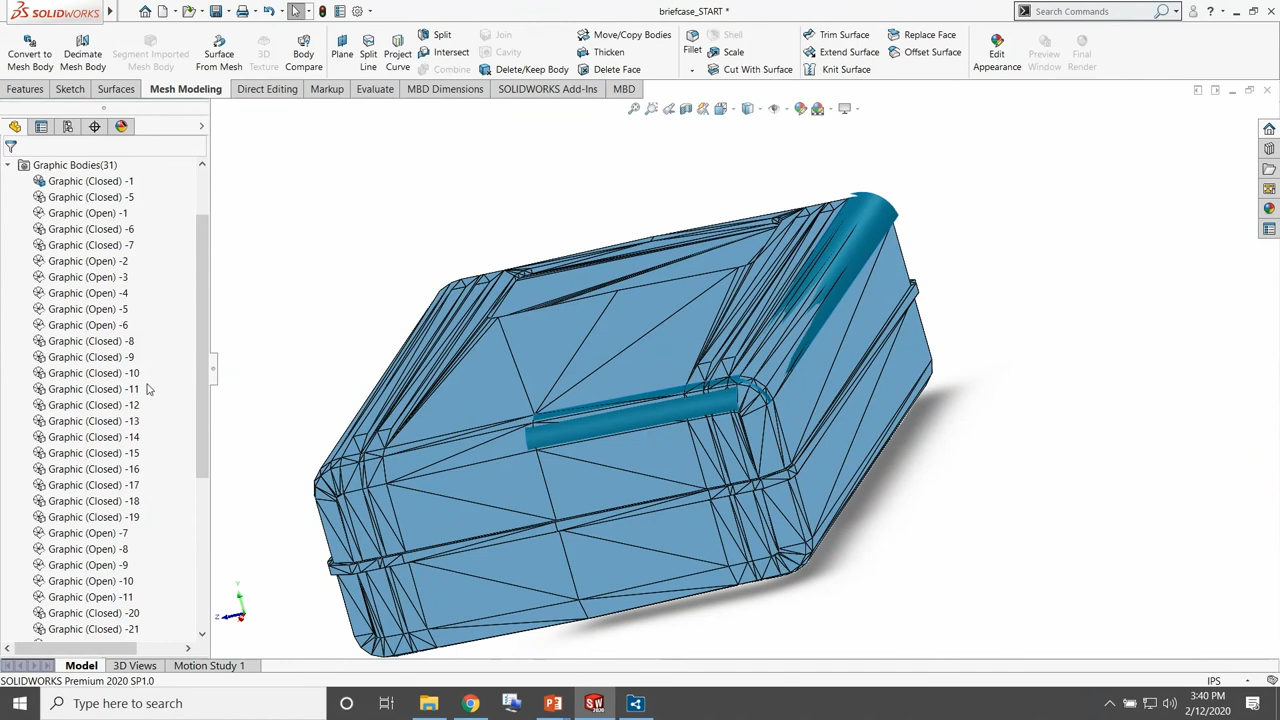 SOLIDWORKS
briefcase_START *
Search Commands
Convert to Mesh Body
Decimate Mesh Body
Segment Imported Mesh Body
Surface From Mesh
3D Texture
Body Compare
Plane
Split Line
Project Curve
Split
Intersect
Combine
Join
Cavity
Delete/Keep Body
Move/Copy Bodies
Thicken
Delete Face
Fillet
Shell
Scale
Cut With Surface
Trim Surface
Extend Surface
Knit Surface
Replace Face
Offset Surface
Edit Appearance
Preview Window
Final Render
Features
Sketch
Surfaces
Mesh Modeling
Direct Editing
Markup
Evaluate
MBD Dimensions
SOLIDWORKS Add-Ins
MBD
Graphic Bodies(31)
Graphic (Closed) -1
Graphic (Closed) -5
Graphic (Open) -1
Graphic (Closed) -6
Graphic (Closed) -7
Graphic (Open) -2
Graphic (Open) -3
Graphic (Open) -4
Graphic (Open) -5
Graphic (Open) -6
Graphic (Closed) -8
Graphic (Closed) -9
Graphic (Closed) -10
Graphic (Closed) -11
Graphic (Closed) -12
Graphic (Closed) -13
Graphic (Closed) -14
Graphic (Closed) -15
Graphic (Closed) -16
Graphic (Closed) -17
Graphic (Closed) -18
Graphic (Closed) -19
Graphic (Open) -7
Graphic (Open) -8
Graphic (Open) -9
Graphic (Open) -10
Graphic (Open) -11
Graphic (Closed) -20
Graphic (Closed) -21
Y
Z
Model
3D Views
Motion Study 1
SOLIDWORKS Premium 2020 SP1.0
IPS
Type here to search
3:40 PM
2/12/2020